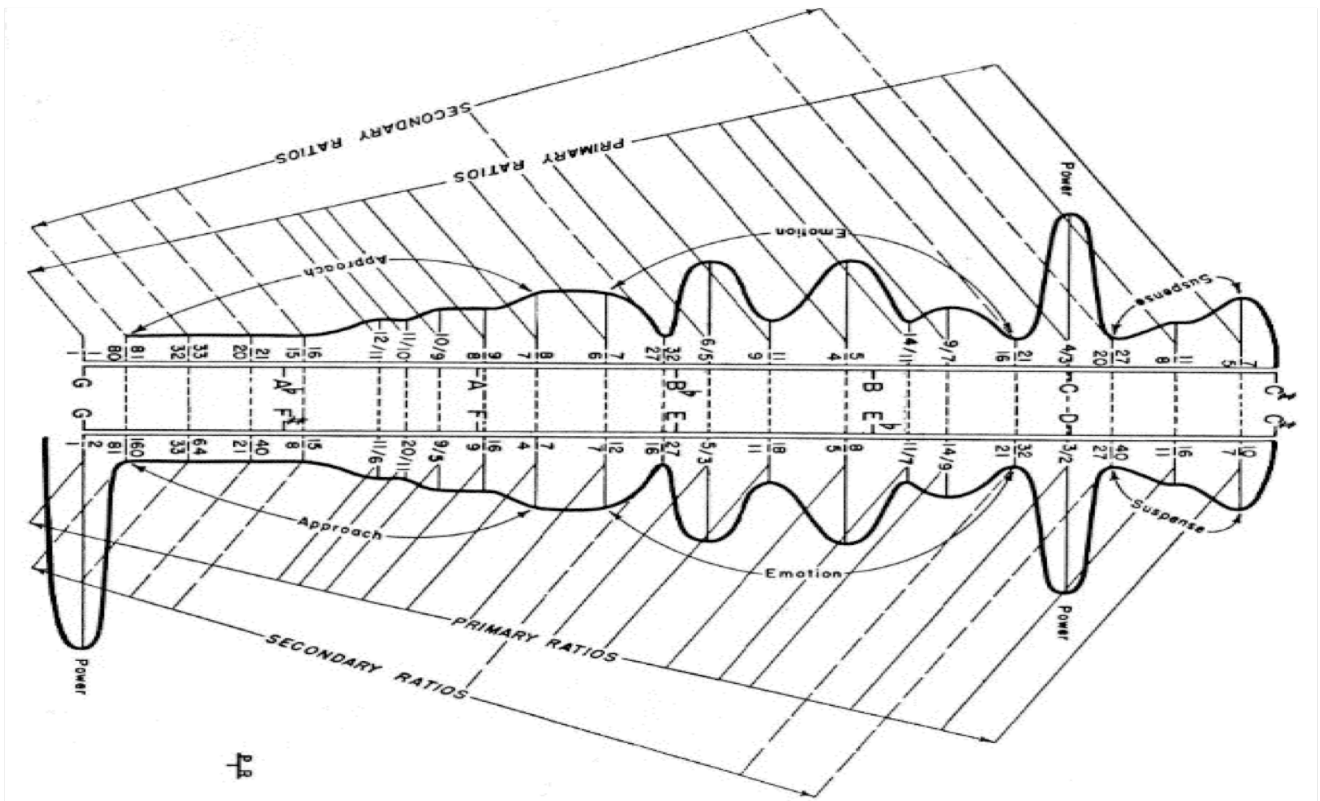 SECONDARY RATIOS
PRIMARY RATIOS
Power
Emotion
Approach
Suspense
1 1 80 81 32 33 20 21 15 16 12/11 11/10 10/9 8 9 7 8 6 7 27 32 6/5 9 11 4 5 14/11 9/7 16 21 4/3 20 27 8 11 5 7
G A♭ A B♭ B C C♯
G F♯ F E E♭ D C♯
1 2 81 160 33 64 21 40 8 15 11/6 20/11 9/5 9 16 4 7 7 12 16 27 5/3 11 18 5 8 11/7 14/9 21 32 3/2 27 40 11 16 7 10
Approach
Suspense
Emotion
Power
PRIMARY RATIOS
SECONDARY RATIOS
Power